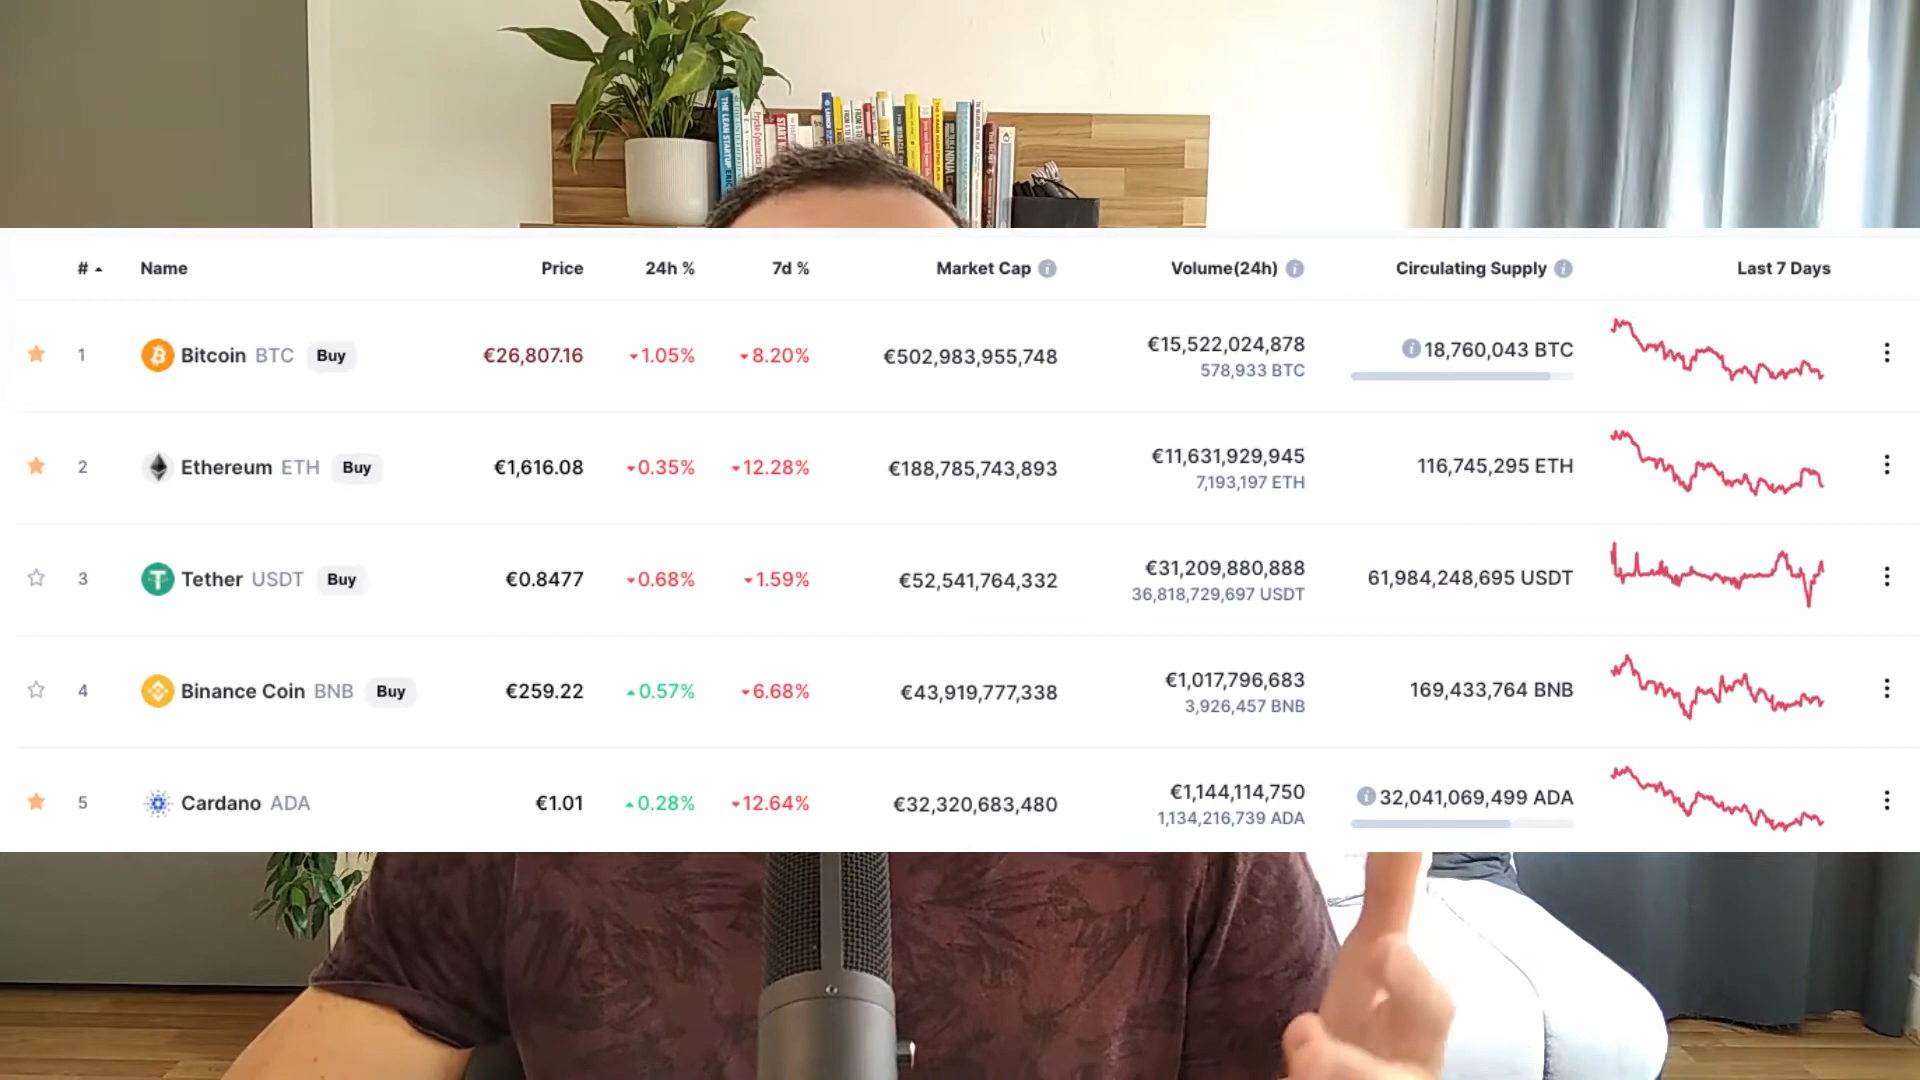 THE LEAN STARTUP ERIC
# Name Price 24h % 7d % Market Cap Volume(24h) Circulating Supply Last 7 Days
1 Bitcoin BTC Buy €26,807.16 1.05% 8.20% €502,983,955,748 €15,522,024,878 18,760,043 BTC
578,933 BTC
2 Ethereum ETH Buy €1,616.08 0.35% 12.28% €188,785,743,893 €11,631,929,945 116,745,295 ETH
7,193,197 ETH
3 Tether USDT Buy €0.8477 0.68% 1.59% €52,541,764,332 €31,209,880,888 61,984,248,695 USDT
36,818,729,697 USDT
4 Binance Coin BNB Buy €259.22 0.57% 6.68% €43,919,777,338 €1,017,796,683 169,433,764 BNB
3,926,457 BNB
5 Cardano ADA €1.01 0.28% 12.64% €32,320,683,480 €1,144,114,750 32,041,069,499 ADA
1,134,216,739 ADA